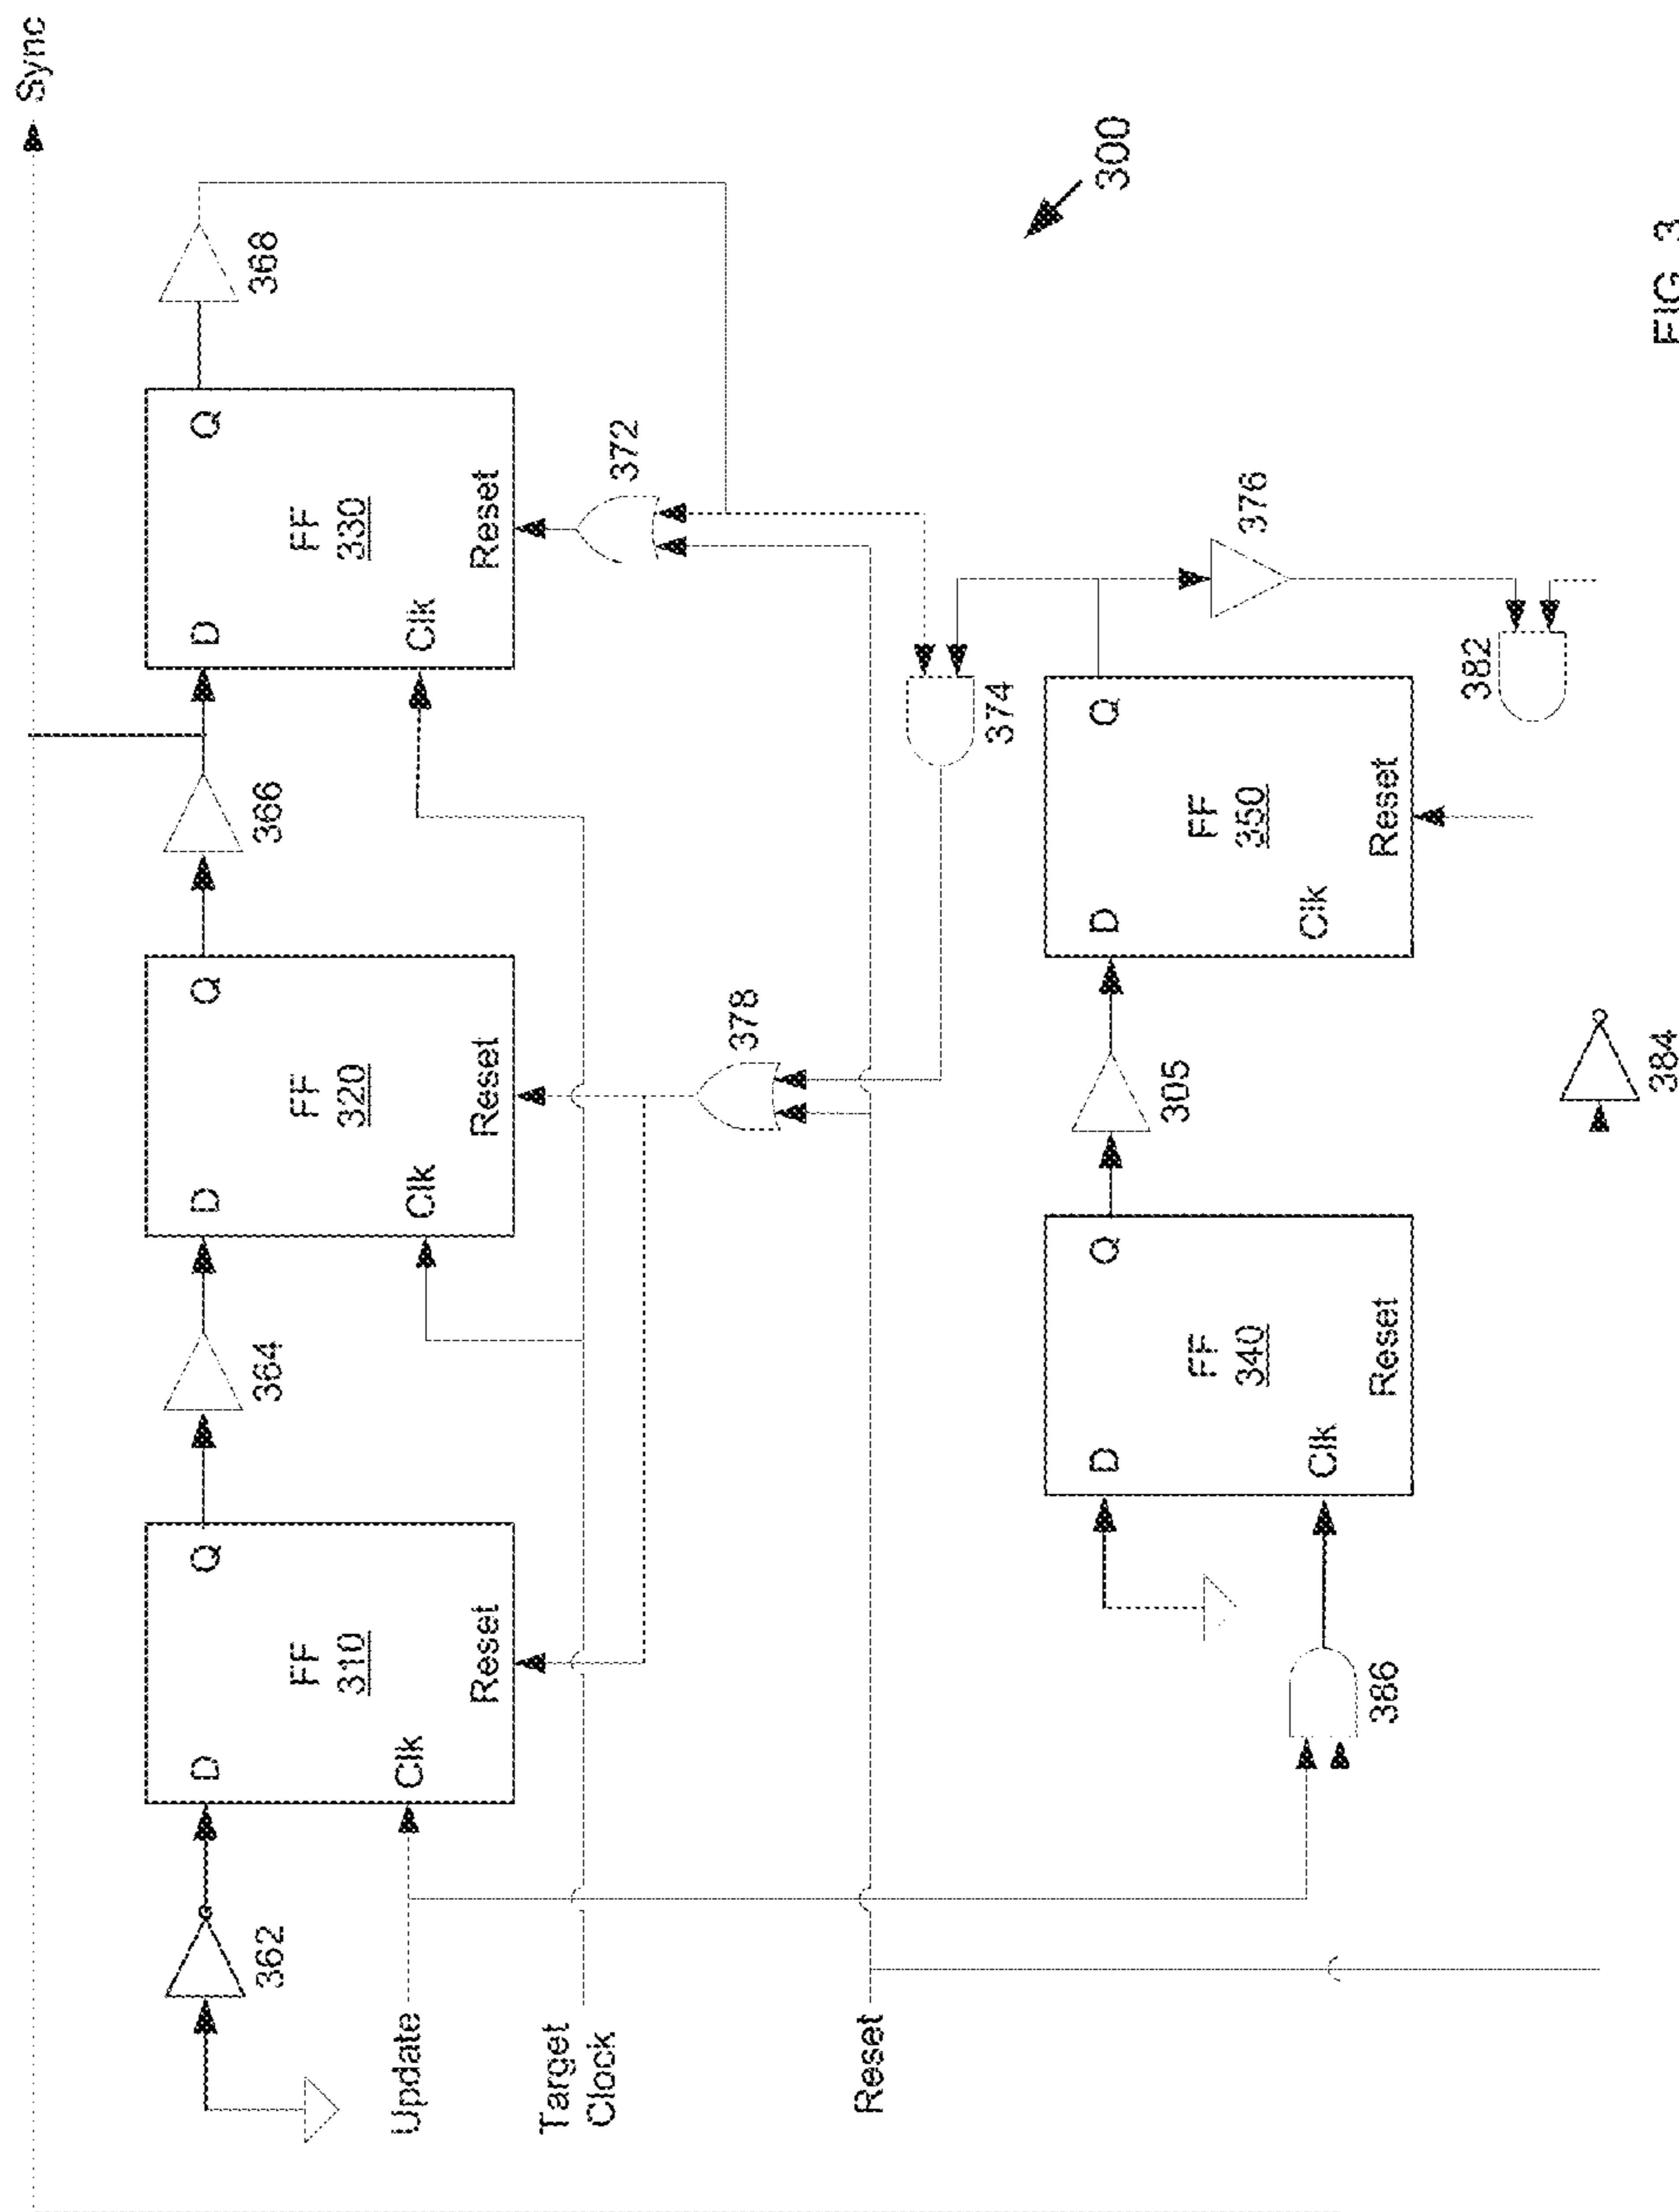 Sync
D
Q
D
Q
D
Q
362
364
366
368
FF
310
FF
320
FF
330
Update
Clk
Clk
Clk
Reset
Reset
Reset
Target
Clock
372
378
Reset
374
300
D
Q
D
Q
305
FF
340
FF
350
376
Clk
Clk
386
Reset
Reset
382
384
FIG. 3